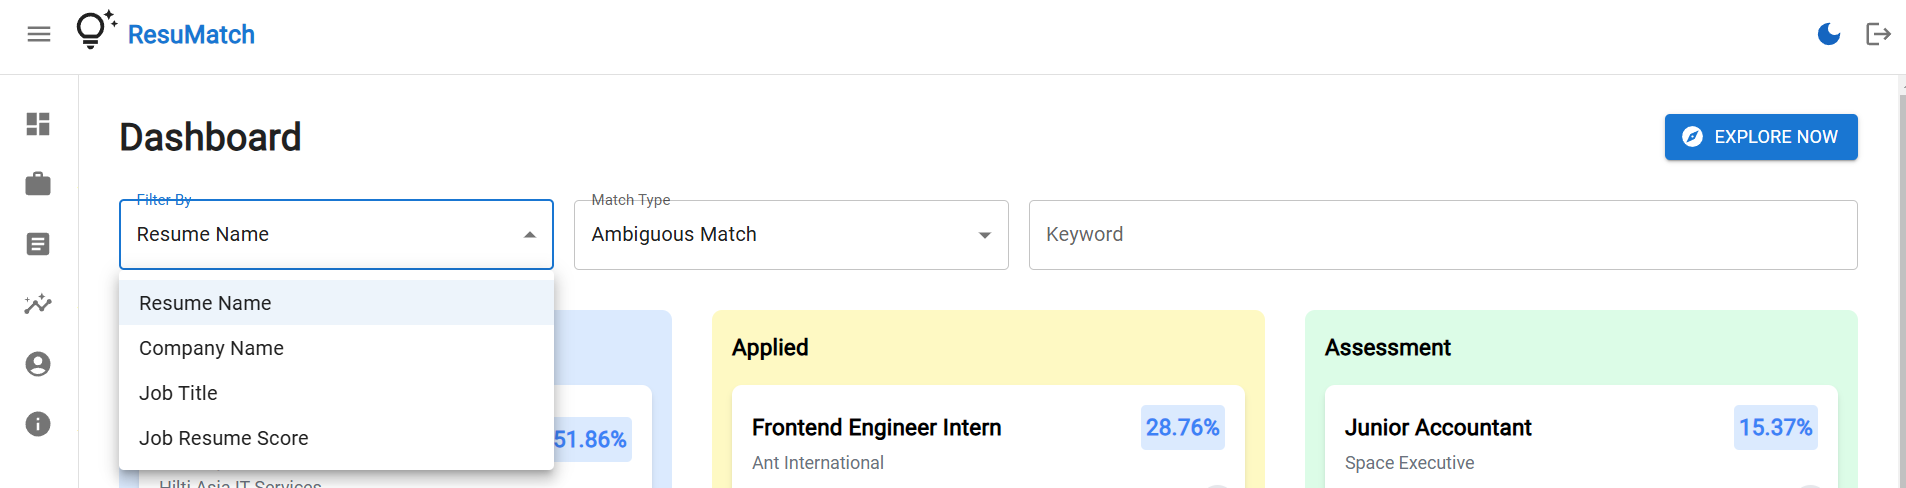 ResuMatch
Dashboard
EXPLORE NOW
Filter By
Resume Name
Match Type
Ambiguous Match
Keyword
Resume Name
Company Name
Job Title
Job Resume Score
51.86%
Hilti Asia IT Services
Applied
Frontend Engineer Intern
28.76%
Ant International
Assessment
Junior Accountant
15.37%
Space Executive